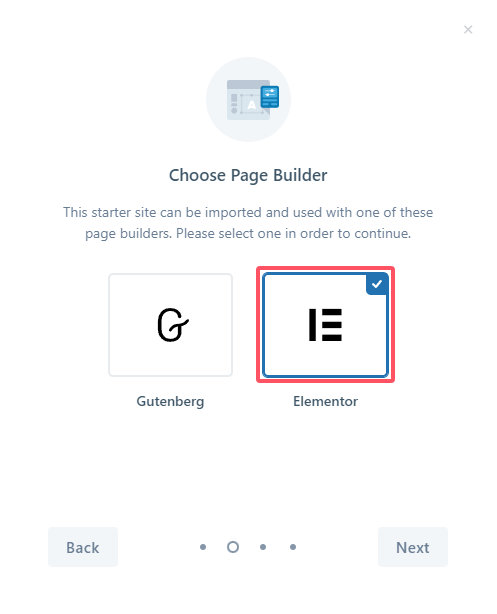 Choose Page Builder
This starter site can be imported and used with one of these
page builders. Please select one in order to continue.
Gutenberg
Elementor
Back
Next